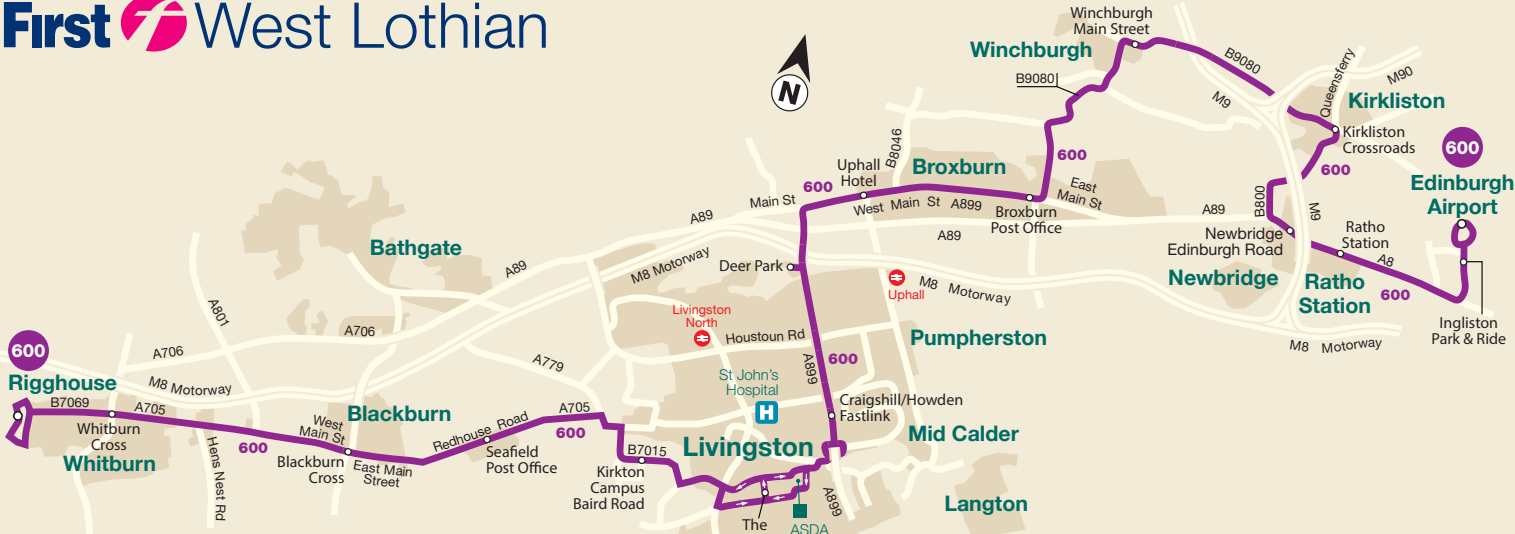 First West Lothian
Winchburgh
Main Street
Winchburgh
B9080
B9080
M9
Queensferry
M90
Kirkliston
Kirkliston
Crossroads
600
600
600
Edinburgh
Airport
B8046
Uphall
Hotel
Broxburn
600
Main St
A89
West Main St
A899
East
Main St
Broxburn
Post Office
A89
A89
B800
M9
Newbridge
Edinburgh Road
Newbridge
Ratho
Station
A8
Ratho
Station
600
Ingliston
Park & Ride
M8 Motorway
N
Bathgate
A89
M8 Motorway
Deer Park
Uphall
M8 Motorway
Livingston
North
Houstoun Rd
Pumpherston
A801
A706
A706
A779
600
A899
St John's
Hospital
H
Craigshill/Howden
Fastlink
Mid Calder
600
Rigghouse
M8 Motorway
B7069
A705
Whitburn
Cross
Whitburn
Hens Nest Rd
600
West
Main St
Blackburn
Blackburn
Cross
East Main
Street
Redhouse Road
Seafield
Post Office
A705
600
B7015
Kirkton
Campus
Baird Road
Livingston
The
ASDA
A899
Langton